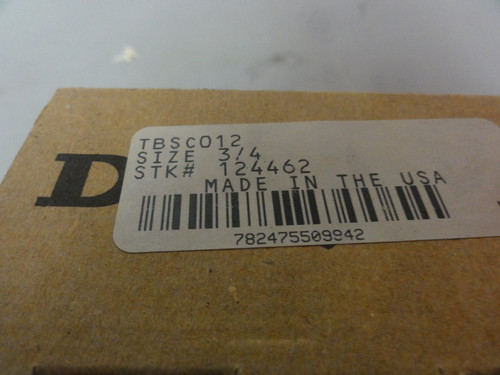 TBSC012
SIZE 3/4
STK# 124462
MADE IN THE USA
782475509942
D